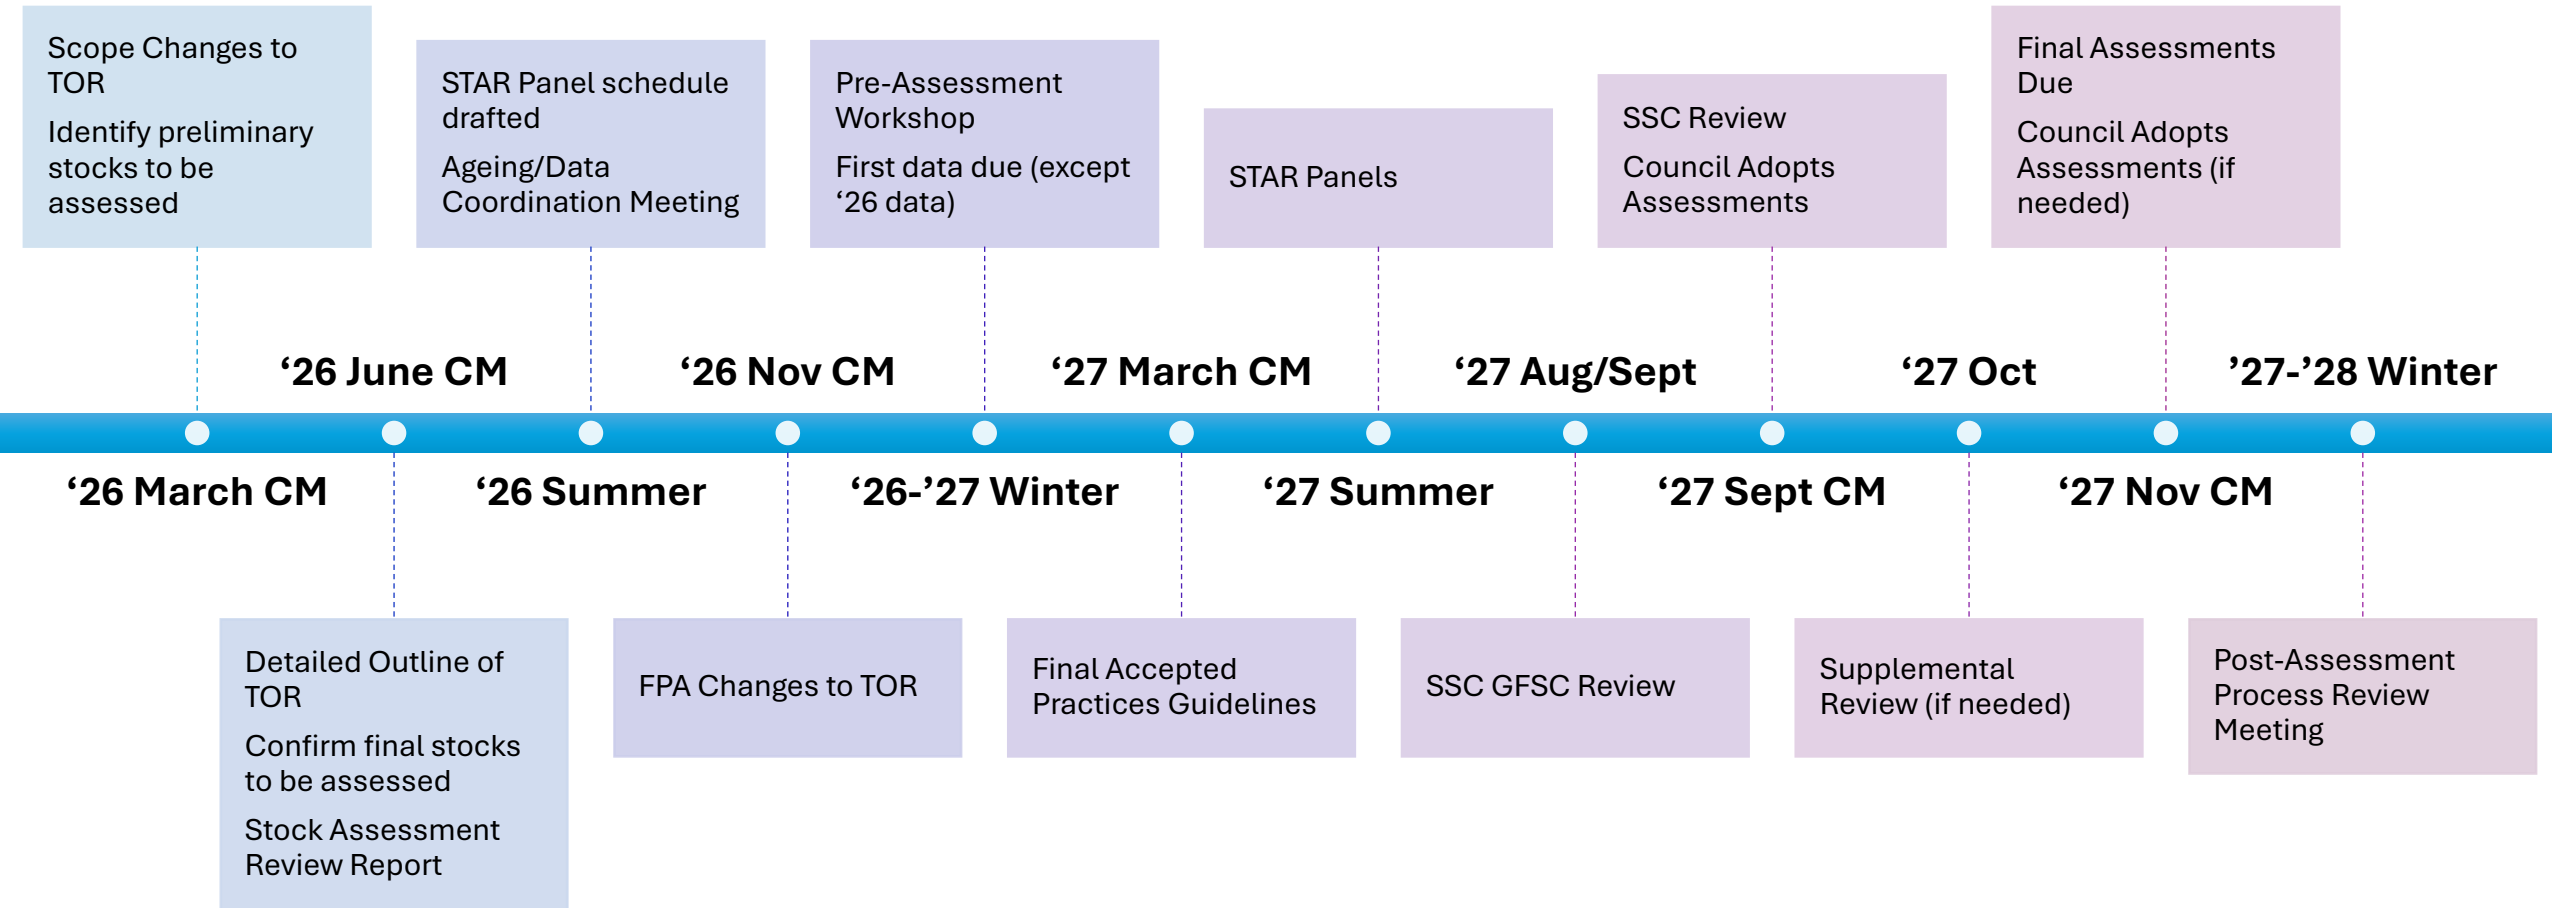 Scope Changes to
TOR
Identify preliminary
stocks to be
assessed
STAR Panel schedule
drafted
Ageing/Data
Coordination Meeting
Pre-Assessment
Workshop
First data due (except
‘26 data)
STAR Panels
SSC Review
Council Adopts
Assessments
Final Assessments
Due
Council Adopts
Assessments (if
needed)
‘26 June CM
‘26 Nov CM
‘27 March CM
‘27 Aug/Sept
‘27 Oct
’27-’28 Winter
‘26 March CM
‘26 Summer
‘26-’27 Winter
‘27 Summer
‘27 Sept CM
‘27 Nov CM
Detailed Outline of
TOR
Confirm final stocks
to be assessed
Stock Assessment
Review Report
FPA Changes to TOR
Final Accepted
Practices Guidelines
SSC GFSC Review
Supplemental
Review (if needed)
Post-Assessment
Process Review
Meeting